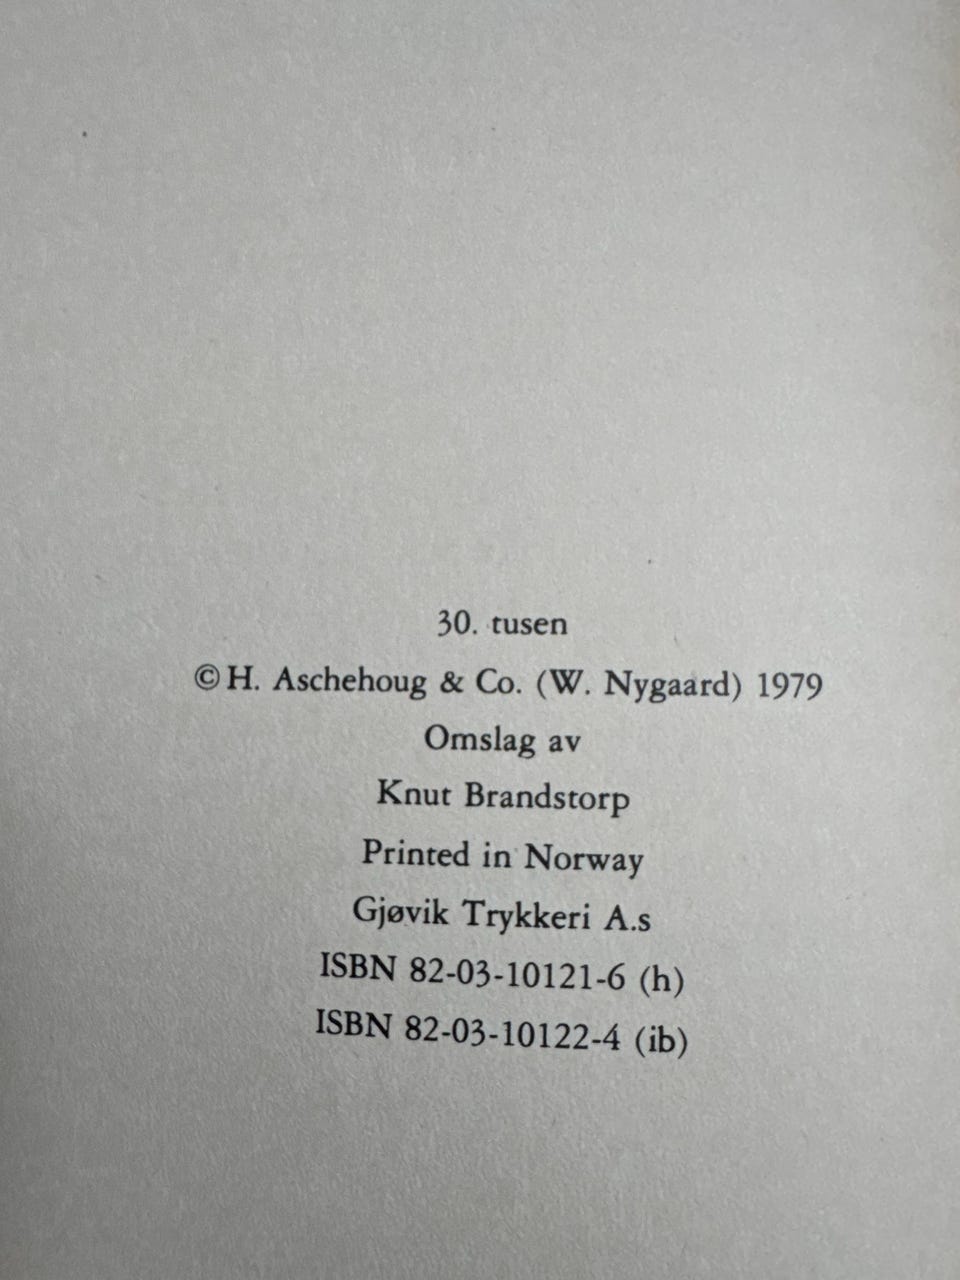 30. tusen
© H. Aschehoug & Co. (W. Nygaard) 1979
Omslag av
Knut Brandstorp
Printed in Norway
Gjøvik Trykkeri A.s
ISBN 82-03-10121-6 (h)
ISBN 82-03-10122-4 (ib)